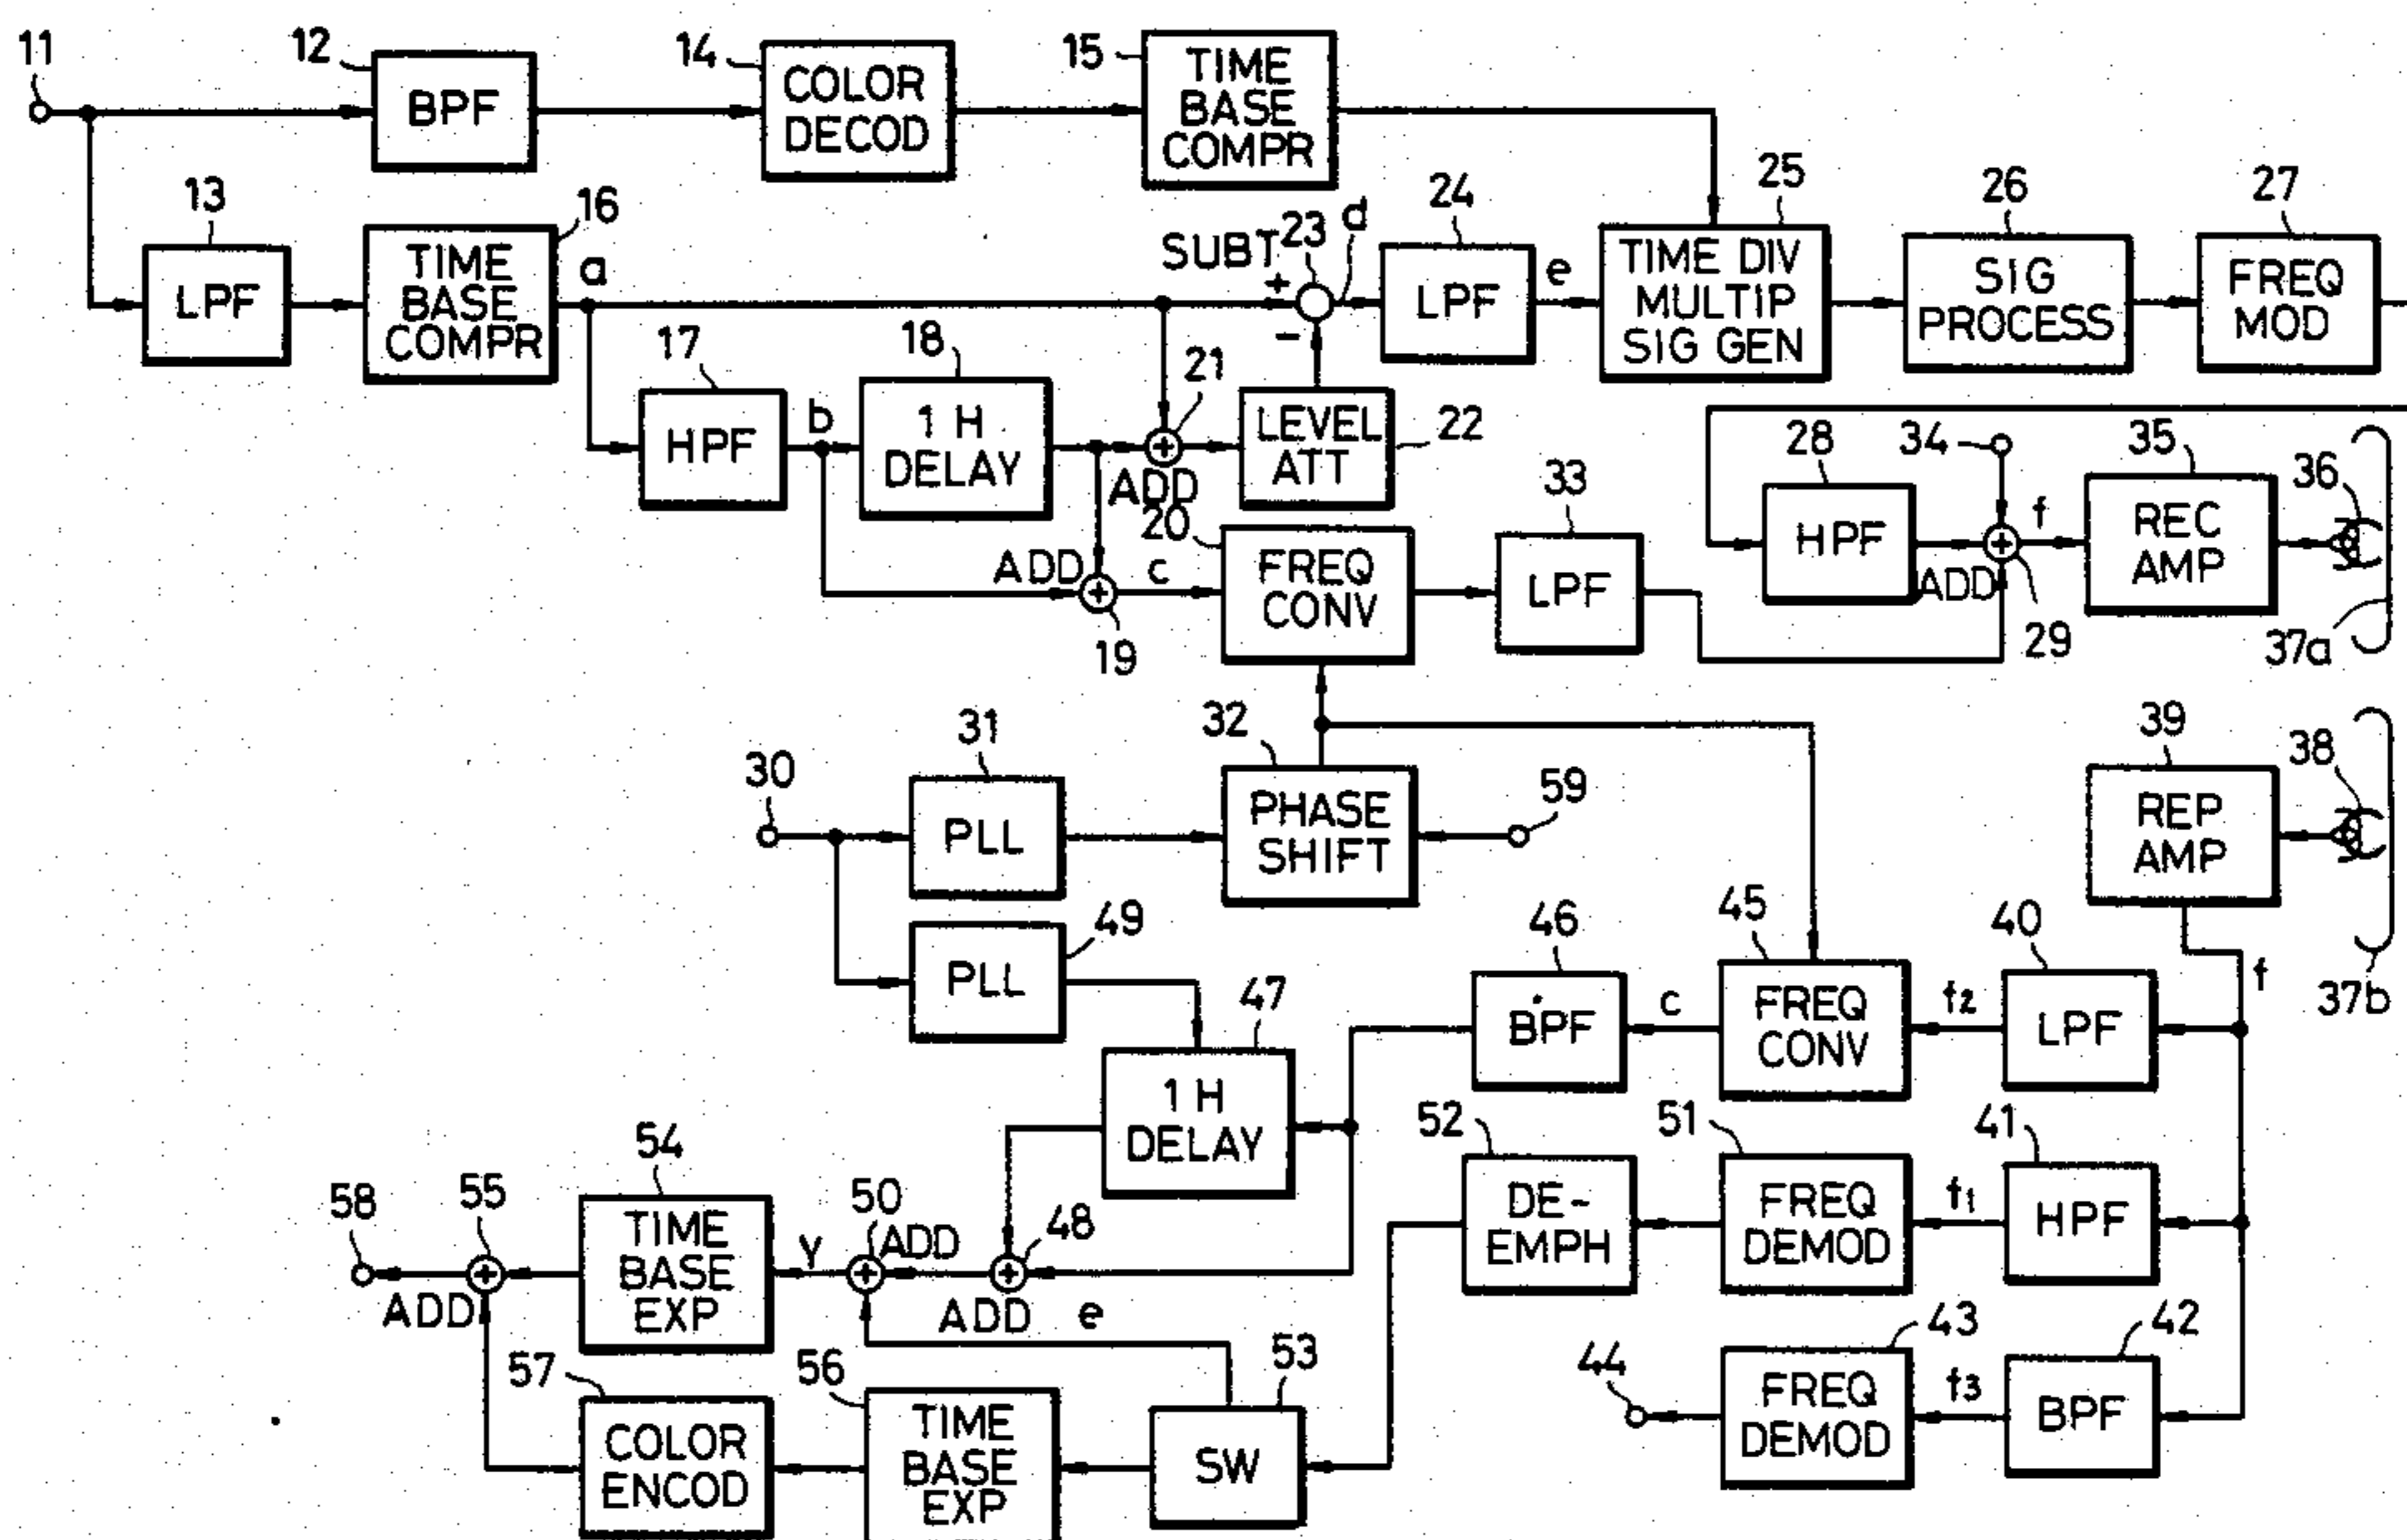 11
12
BPF
14
COLOR
DECOD
15
TIME
BASE
COMPR
13
LPF
16
TIME
BASE
COMPR
a
SUBT
23
+
-
d
24
LPF
e
25
TIME DIV
MULTIP
SIG GEN
26
SIG
PROCESS
27
FREQ
MOD
17
HPF
b
18
1 H
DELAY
21
ADD
LEVEL
ATT
22
ADD
19
c
20
FREQ
CONV
33
LPF
28
HPF
34
ADD
29
f
35
REC
AMP
36
37a
30
31
PLL
32
PHASE
SHIFT
59
39
REP
AMP
38
37b
f
49
PLL
47
1 H
DELAY
46
BPF
c
45
FREQ
CONV
f2
40
LPF
52
DE-
EMPH
51
FREQ
DEMOD
f1
41
HPF
58
55
ADD
54
TIME
BASE
EXP
Y
50
ADD
48
ADD
e
57
COLOR
ENCOD
56
TIME
BASE
EXP
53
SW
44
43
FREQ
DEMOD
f3
42
BPF